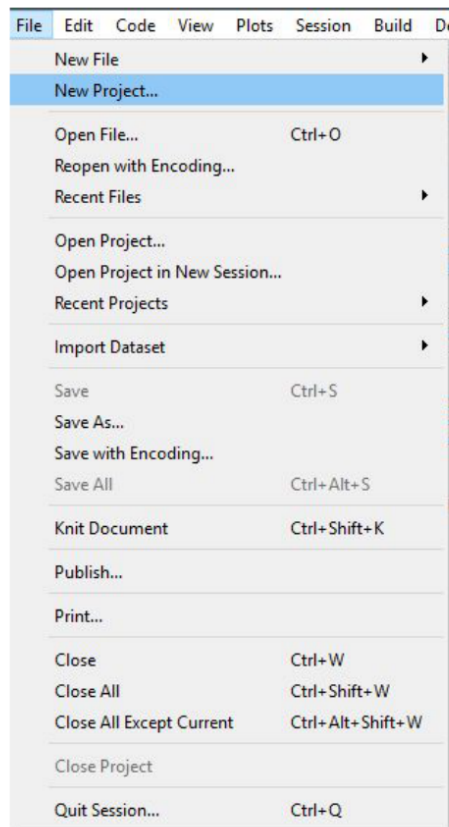 File Edit Code View Plots Session Build
New File
New Project...
Open File... Ctrl+O
Reopen with Encoding...
Recent Files
Open Project...
Open Project in New Session...
Recent Projects
Import Dataset
Save Ctrl+S
Save As...
Save with Encoding...
Save All Ctrl+Alt+S
Knit Document Ctrl+Shift+K
Publish...
Print...
Close Ctrl+W
Close All Ctrl+Shift+W
Close All Except Current Ctrl+Alt+Shift+W
Close Project
Quit Session... Ctrl+Q